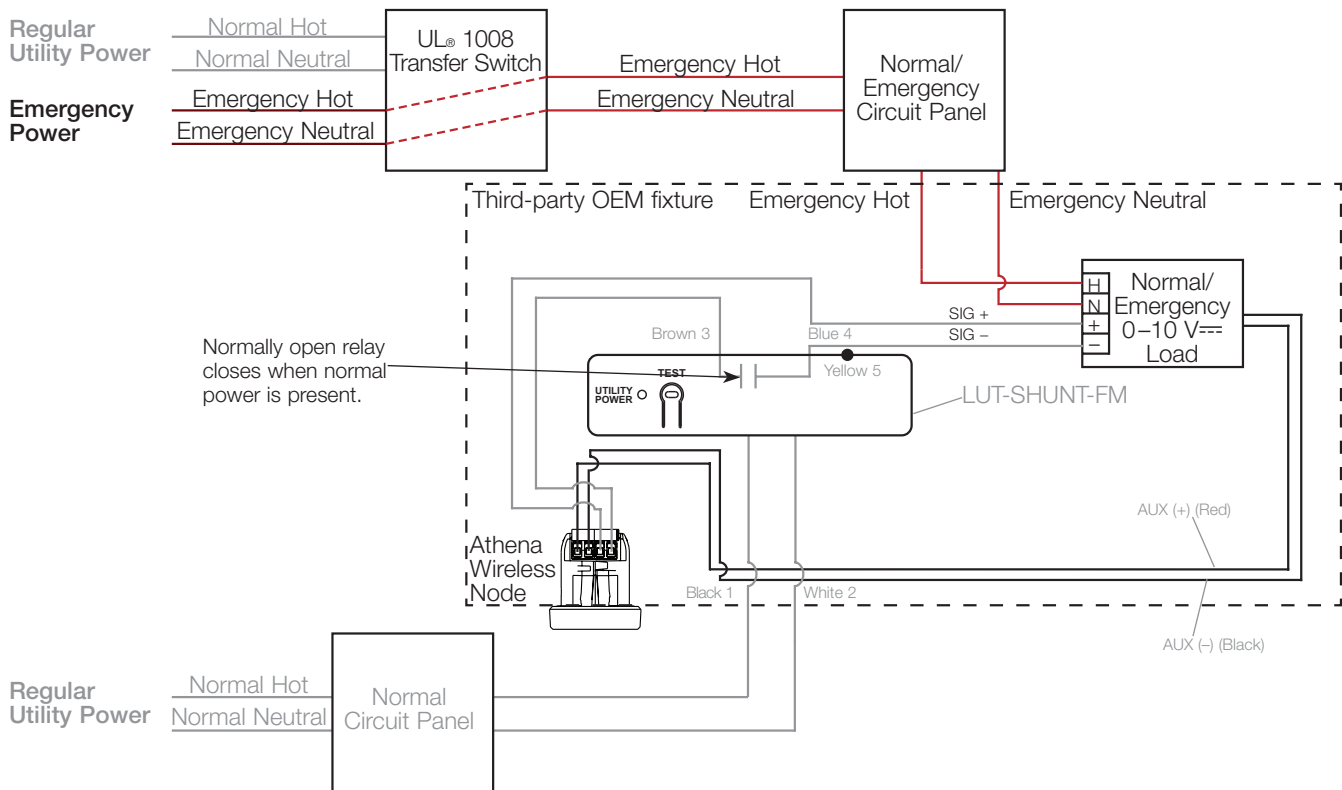 Regular
Utility Power
Normal Hot
Normal Neutral
Emergency
Power
Emergency Hot
Emergency Neutral
UL® 1008
Transfer Switch
Emergency Hot
Emergency Neutral
Normal/
Emergency
Circuit Panel
Third-party OEM fixture
Emergency Hot
Emergency Neutral
H
N
+
–
Normal/
Emergency
0–10 V⎓
Load
SIG +
SIG –
Brown 3
Blue 4
Normally open relay
closes when normal
power is present.
UTILITY
POWER
TEST
Yellow 5
LUT-SHUNT-FM
AUX (+) (Red)
Athena
Wireless
Node
Black 1
White 2
AUX (–) (Black)
Regular
Utility Power
Normal Hot
Normal Neutral
Normal
Circuit Panel